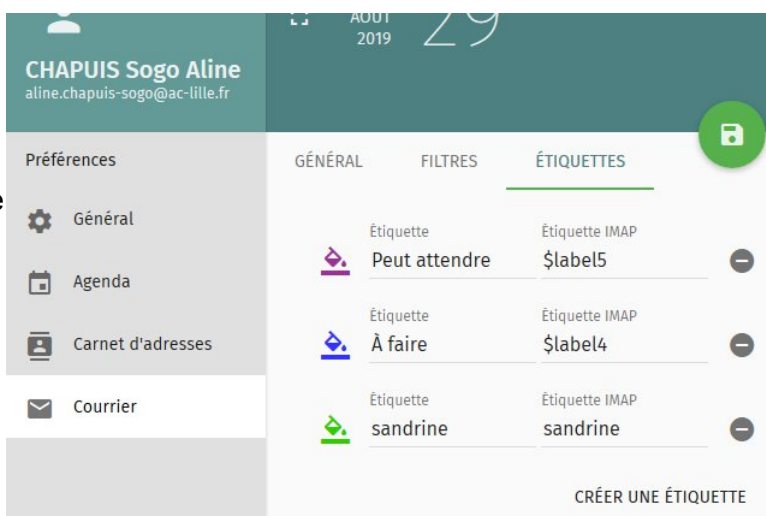 AOÛT
2019
29
CHAPUIS Sogo Aline
aline.chapuis-sogo@ac-lille.fr
Préférences
Général
Agenda
Carnet d'adresses
Courrier
GÉNÉRAL FILTRES ÉTIQUETTES
Étiquette Étiquette IMAP
Peut attendre $label5
Étiquette Étiquette IMAP
À faire $label4
Étiquette Étiquette IMAP
sandrine sandrine
CRÉER UNE ÉTIQUETTE